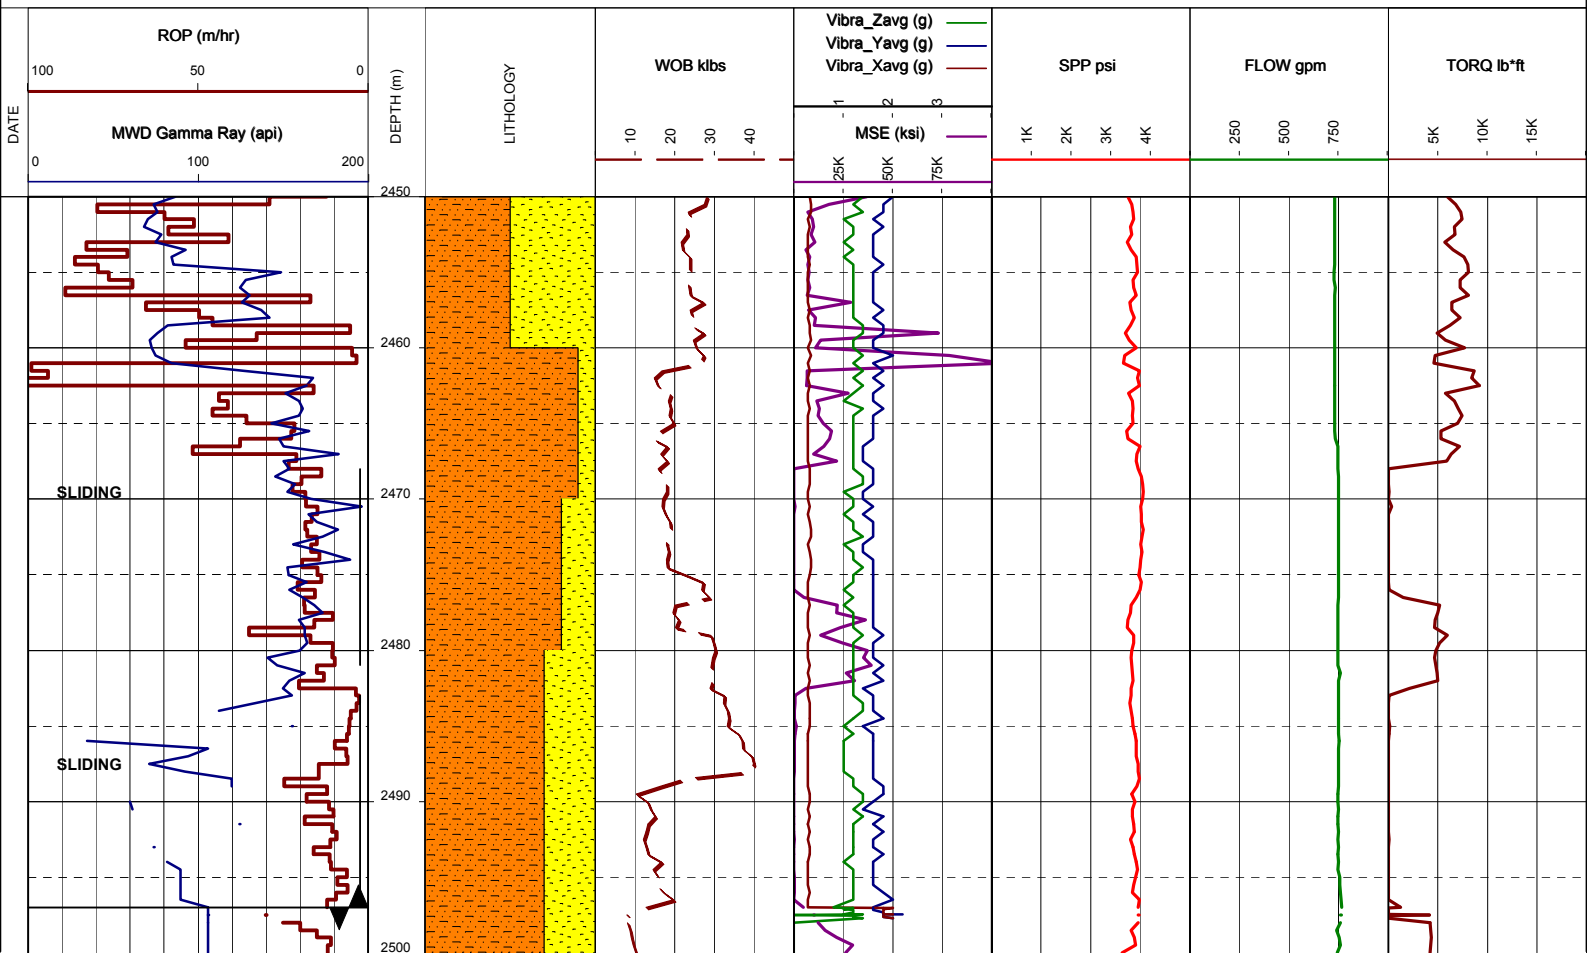 DATE
ROP (m/hr)
100 50 0
MWD Gamma Ray (api)
0 100 200
DEPTH (m)
LITHOLOGY
WOB klbs
10 20 30 40
Vibra_Zavg (g)
Vibra_Yavg (g)
Vibra_Xavg (g)
1 2 3
MSE (ksi)
25K 50K 75K
SPP psi
1K 2K 3K 4K
FLOW gpm
250 500 750
TORQ lb*ft
5K 10K 15K
2450
2460
SLIDING
2470
2480
SLIDING
2490
2500